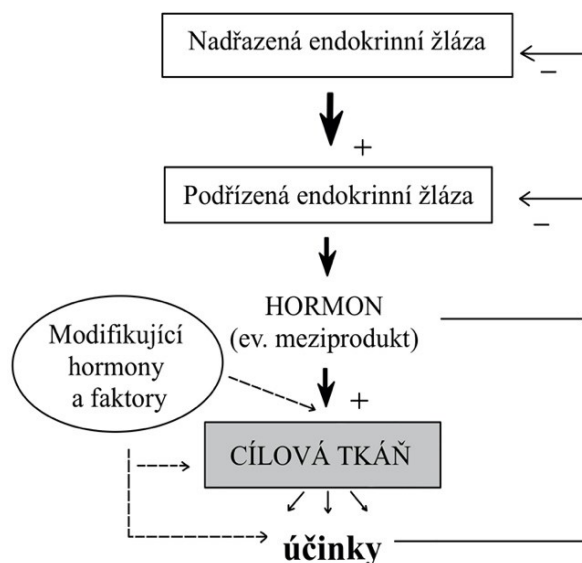 Nadřazená endokrinní žláza
−
+
Podřízená endokrinní žláza
−
HORMON
(ev. meziprodukt)
Modifikující
hormony
a faktory
+
CÍLOVÁ TKÁŇ
účinky